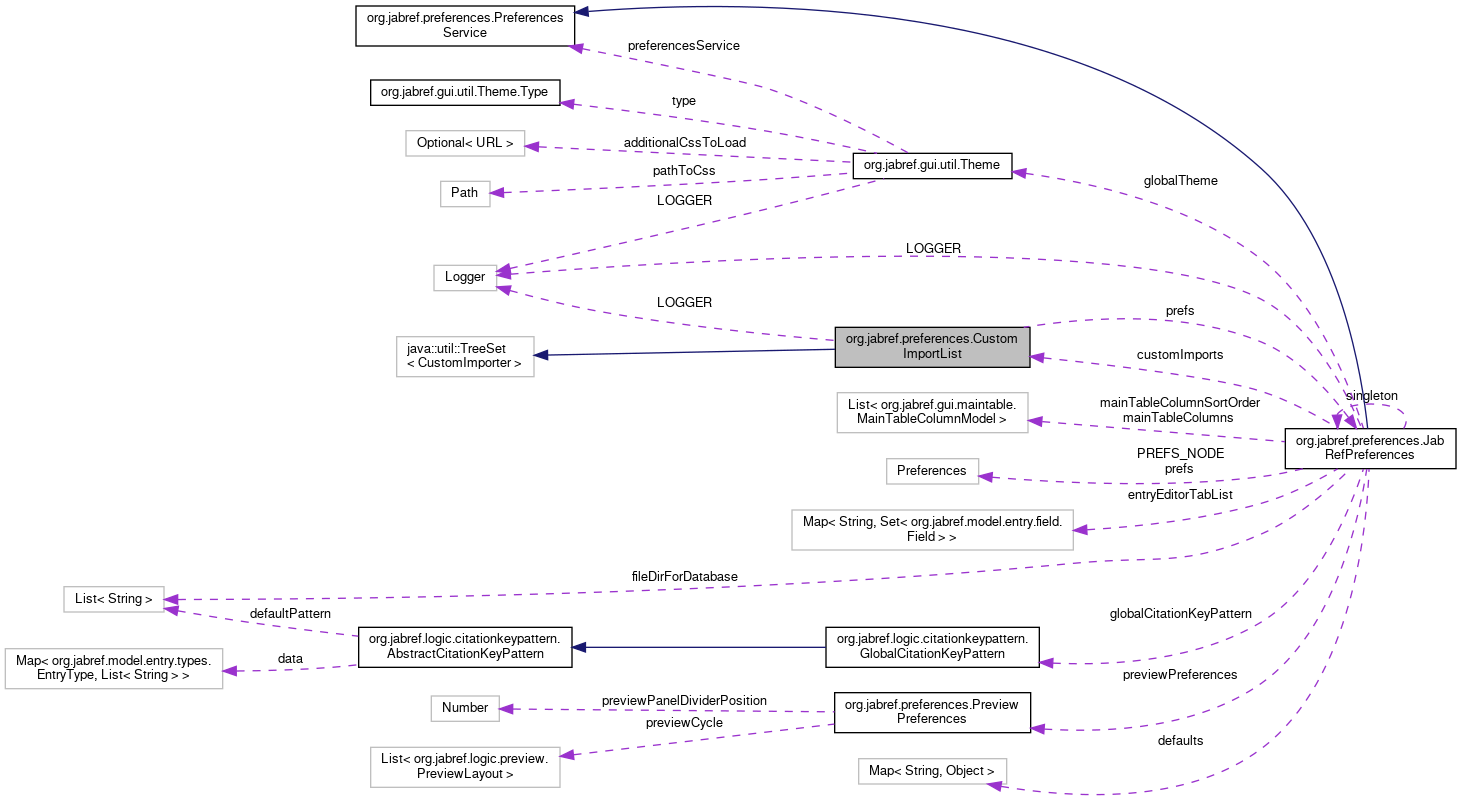 org.jabref.preferences.Preferences
Service
preferencesService
org.jabref.gui.util.Theme.Type
type
Optional< URL >
additionalCssToLoad
org.jabref.gui.util.Theme
Path
pathToCss
globalTheme
LOGGER
LOGGER
Logger
LOGGER
prefs
org.jabref.preferences.Custom
ImportList
java::util::TreeSet
< CustomImporter >
customImports
singleton
List< org.jabref.gui.maintable.
MainTableColumnModel >
mainTableColumnSortOrder
mainTableColumns
org.jabref.preferences.Jab
RefPreferences
Preferences
PREFS_NODE
prefs
entryEditorTabList
Map< String, Set< org.jabref.model.entry.field.
Field > >
fileDirForDatabase
List< String >
defaultPattern
globalCitationKeyPattern
org.jabref.logic.citationkeypattern.
AbstractCitationKeyPattern
org.jabref.logic.citationkeypattern.
GlobalCitationKeyPattern
data
Map< org.jabref.model.entry.types.
EntryType, List< String > >
previewPreferences
Number
previewPanelDividerPosition
org.jabref.preferences.Preview
Preferences
previewCycle
List< org.jabref.logic.preview.
PreviewLayout >
defaults
Map< String, Object >